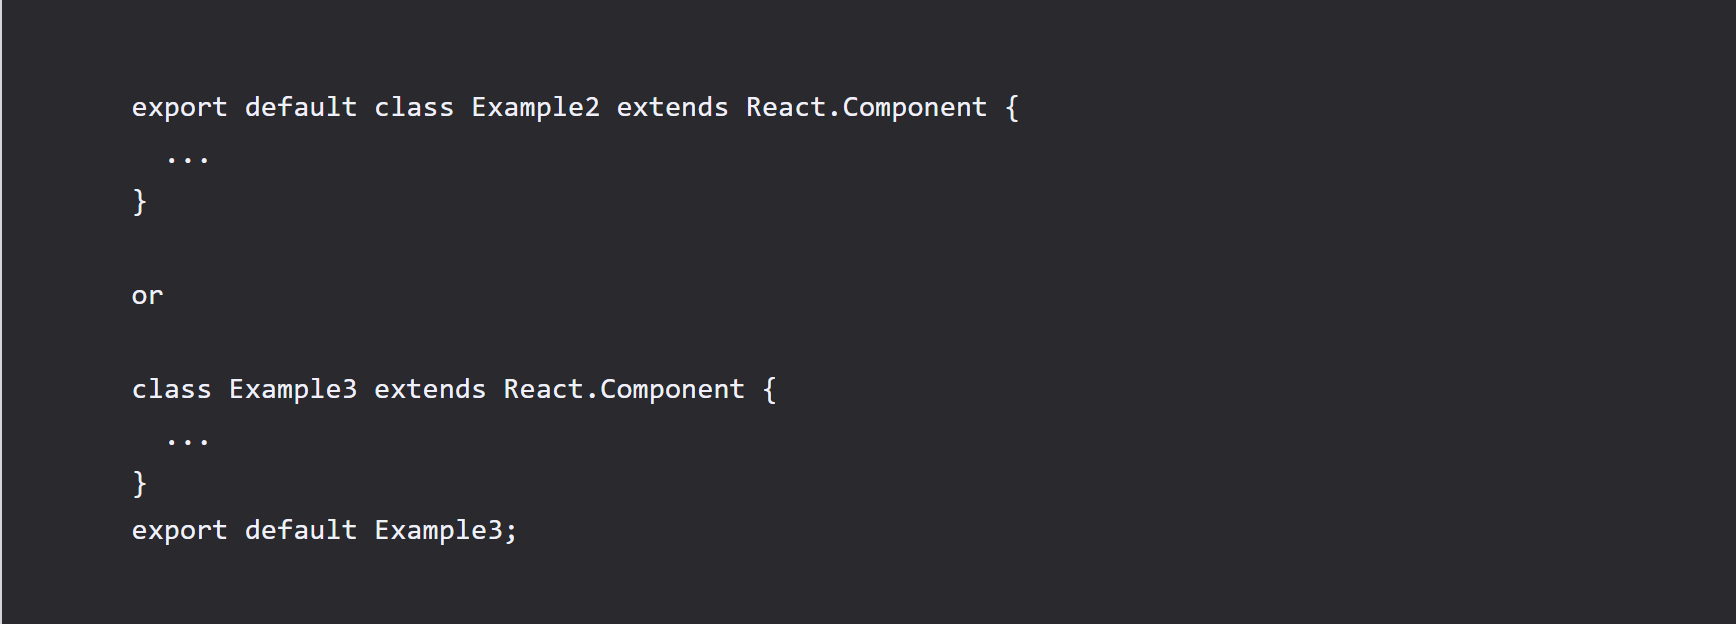 export default class Example2 extends React.Component {
  ...
}
or
class Example3 extends React.Component {
  ...
}
export default Example3;